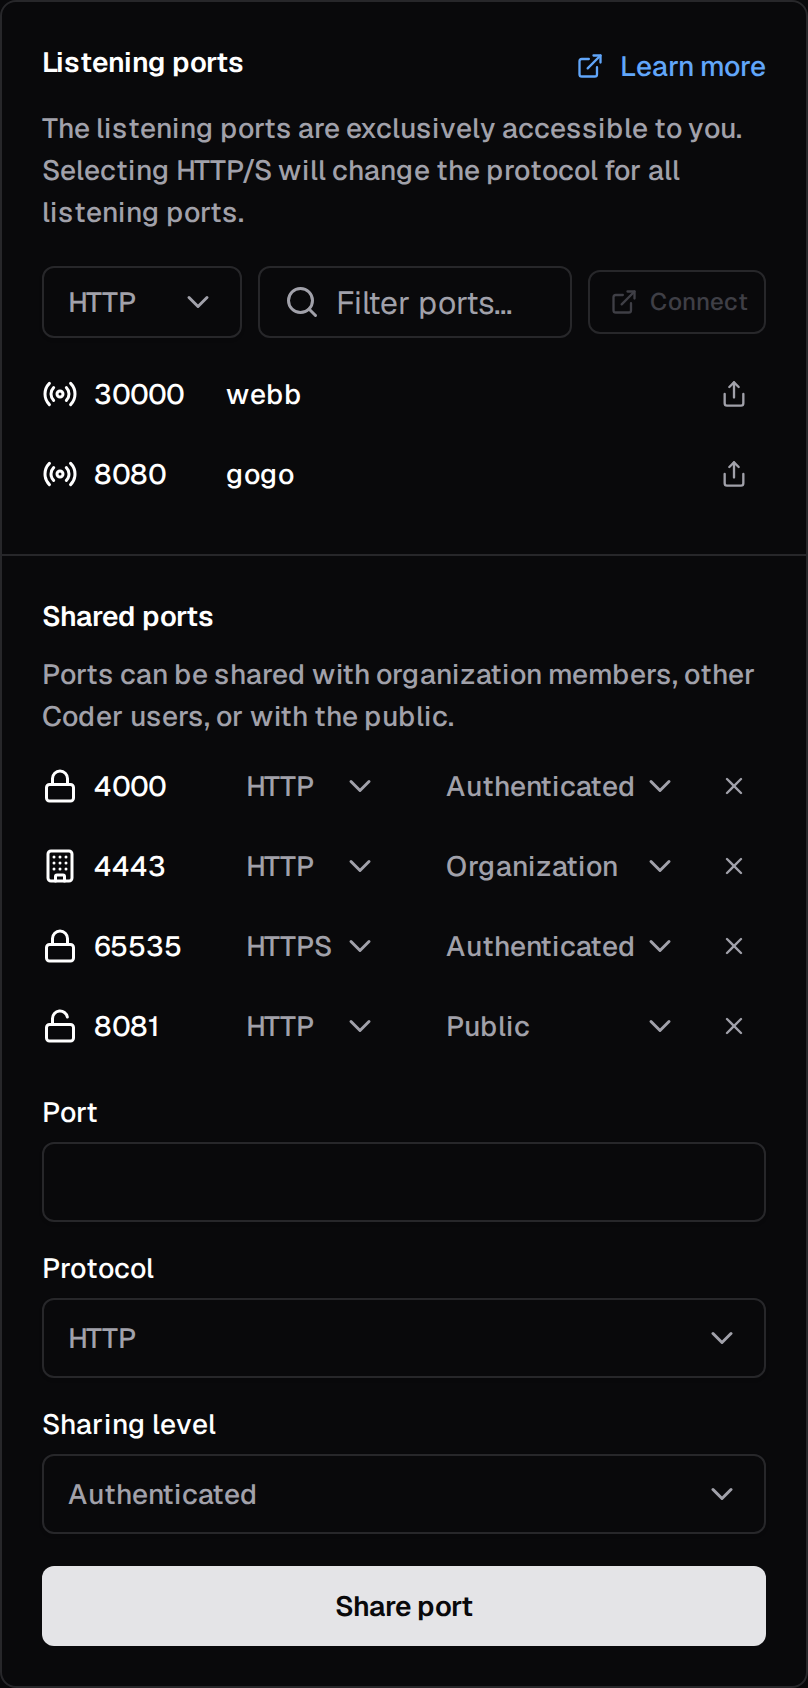 Listening ports
Learn more
The listening ports are exclusively accessible to you.
Selecting HTTP/S will change the protocol for all
listening ports.
HTTP
Filter ports...
Connect
30000 webb
8080 gogo
Shared ports
Ports can be shared with organization members, other
Coder users, or with the public.
4000 HTTP Authenticated
4443 HTTP Organization
65535 HTTPS Authenticated
8081 HTTP Public
Port
Protocol
HTTP
Sharing level
Authenticated
Share port